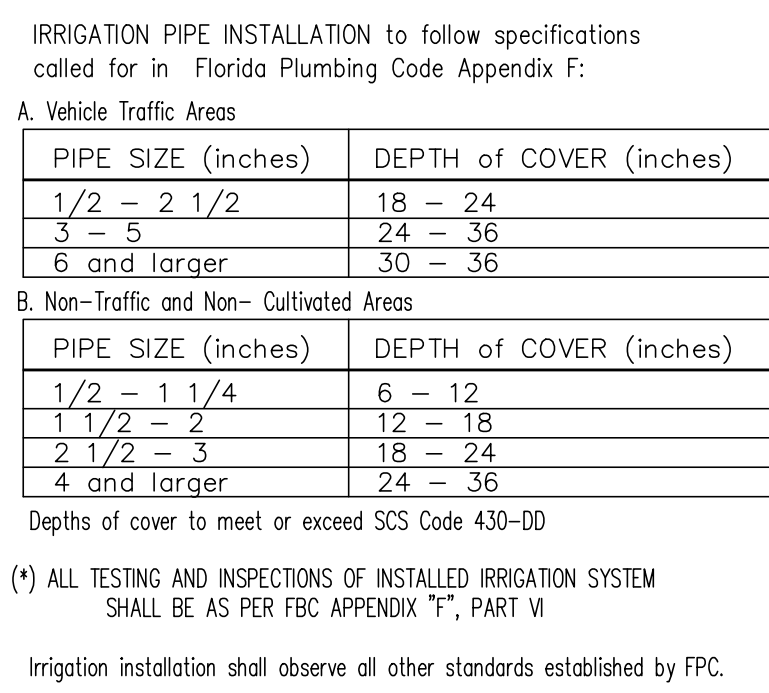 IRRIGATION PIPE INSTALLATION to follow specifications
called for in Florida Plumbing Code Appendix F:
A. Vehicle Traffic Areas
PIPE SIZE (inches) DEPTH of COVER (inches)
1/2 – 2 1/2 18 – 24
3 – 5 24 – 36
6 and larger 30 – 36
B. Non-Traffic and Non- Cultivated Areas
PIPE SIZE (inches) DEPTH of COVER (inches)
1/2 – 1 1/4 6 – 12
1 1/2 – 2 12 – 18
2 1/2 – 3 18 – 24
4 and larger 24 – 36
Depths of cover to meet or exceed SCS Code 430-DD
(*) ALL TESTING AND INSPECTIONS OF INSTALLED IRRIGATION SYSTEM
SHALL BE AS PER FBC APPENDIX "F", PART VI
Irrigation installation shall observe all other standards established by FPC.